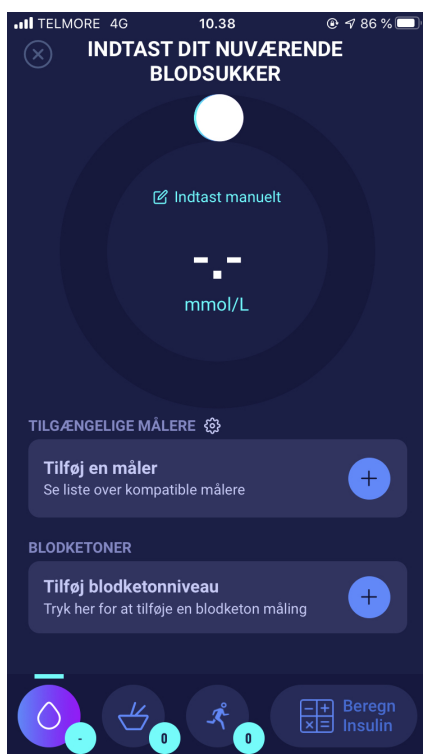 TELMORE 4G 10.38 86 %
INDTAST DIT NUVÆRENDE
BLODSUKKER
Indtast manuelt
-.-
mmol/L
TILGÆNGELIGE MÅLERE
Tilføj en måler
Se liste over kompatible målere
BLODKETONER
Tilføj blodketonniveau
Tryk her for at tilføje en blodketon måling
Beregn
Insulin
- 0 0